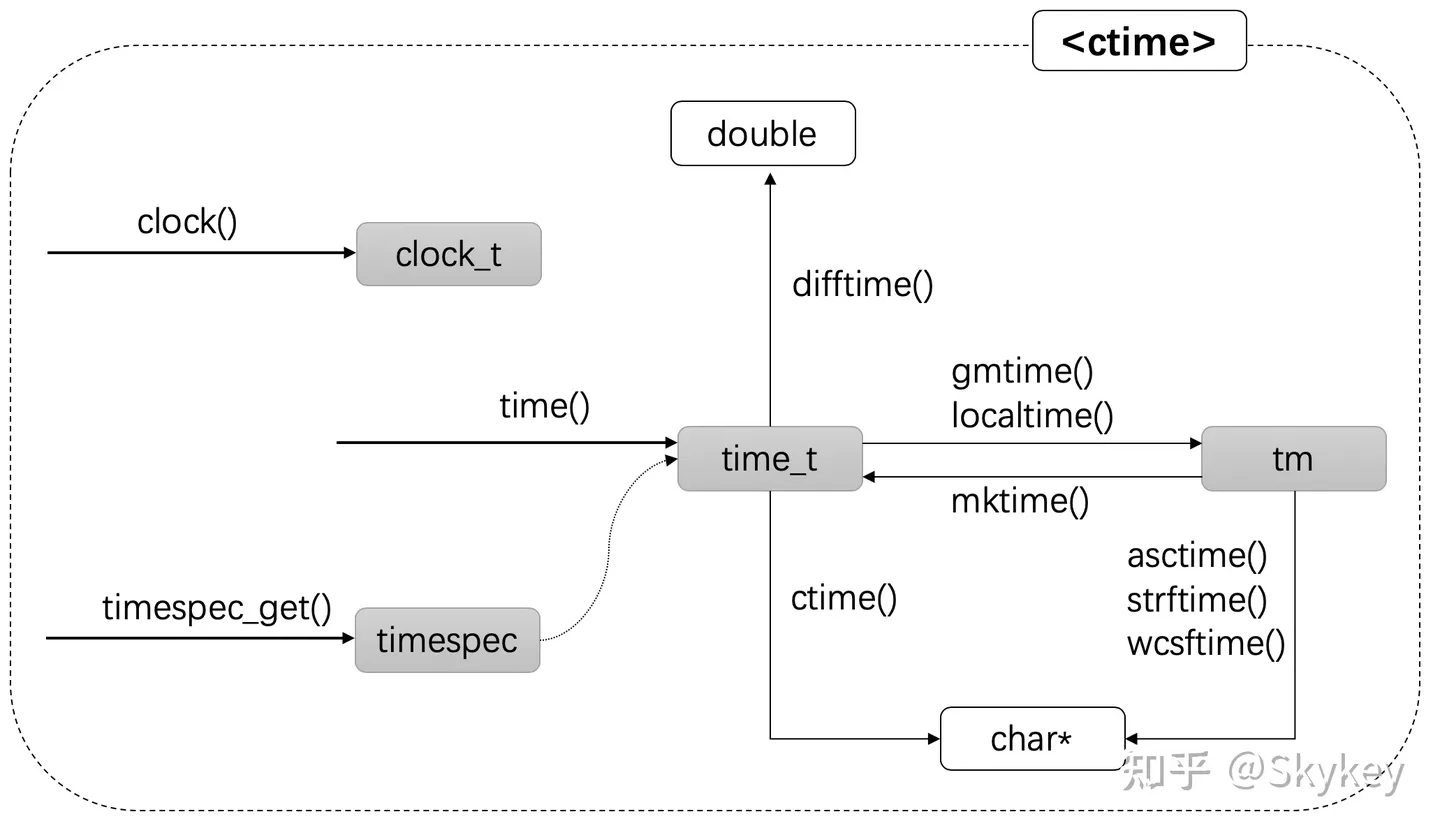 <ctime>
double
clock()
clock_t
difftime()
gmtime()
localtime()
time()
time_t
tm
mktime()
asctime()
strftime()
wcsftime()
ctime()
timespec_get()
timespec
char*
知乎 @Skykey